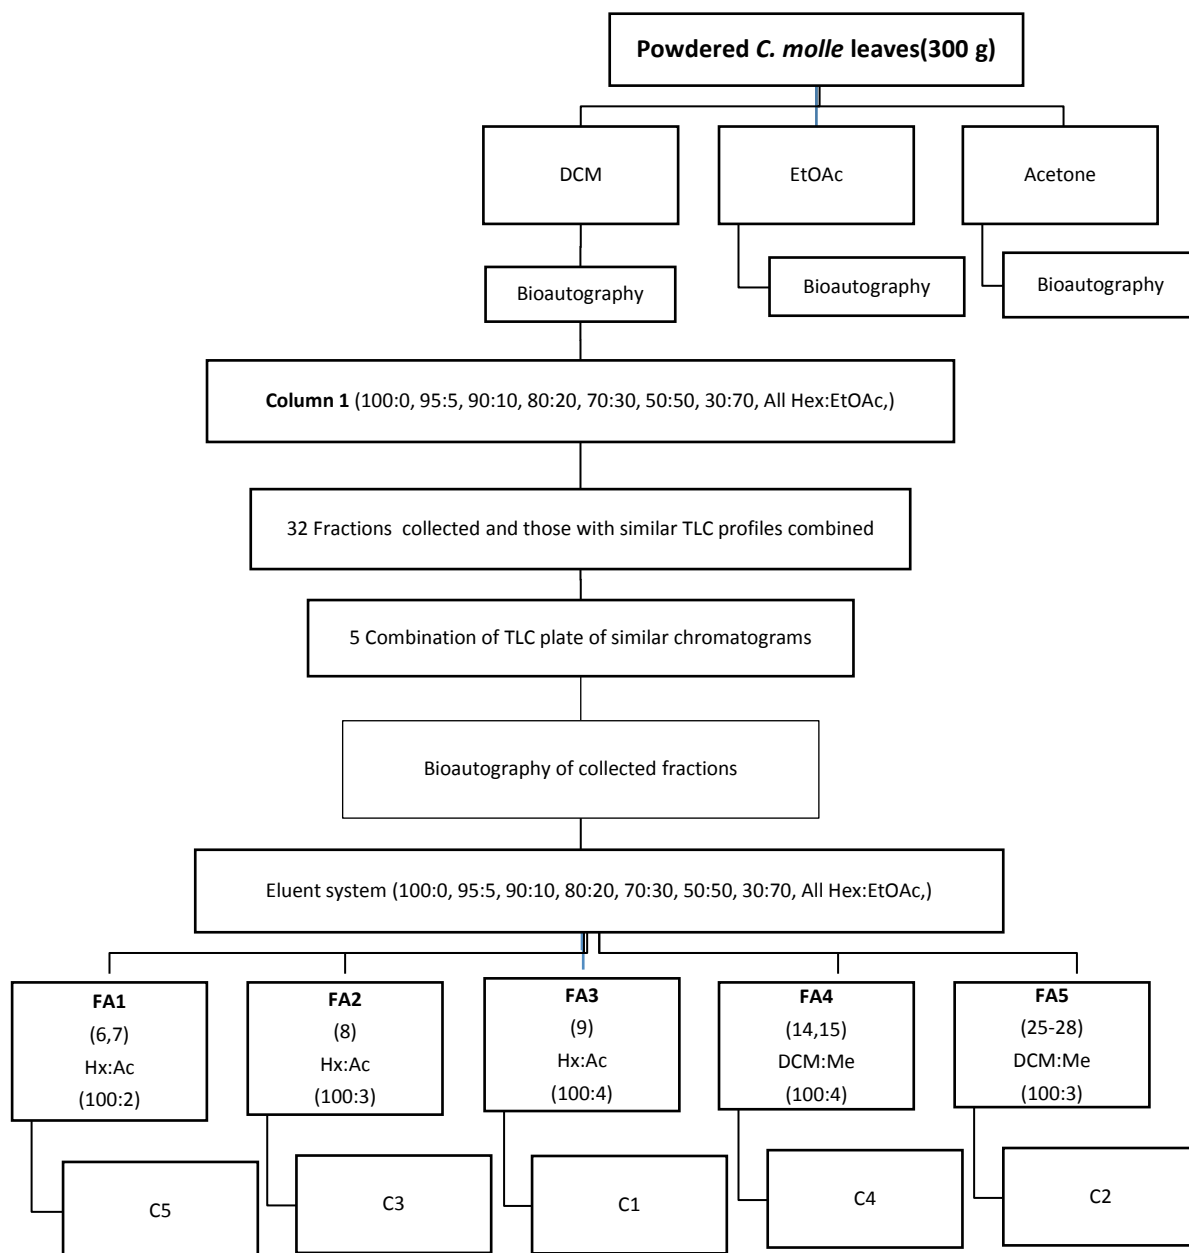 Powdered C. molle leaves(300 g)
DCM
EtOAc
Acetone
Bioautography
Bioautography
Bioautography
Column 1 (100:0, 95:5, 90:10, 80:20, 70:30, 50:50, 30:70, All Hex:EtOAc,)
32 Fractions  collected and those with similar TLC profiles combined
5 Combination of TLC plate of similar chromatograms
Bioautography of collected fractions
Eluent system (100:0, 95:5, 90:10, 80:20, 70:30, 50:50, 30:70, All Hex:EtOAc,)
FA1
(6,7)
Hx:Ac
(100:2)
FA2
(8)
Hx:Ac
(100:3)
FA3
(9)
Hx:Ac
(100:4)
FA4
(14,15)
DCM:Me
(100:4)
FA5
(25-28)
DCM:Me
(100:3)
C5
C3
C1
C4
C2